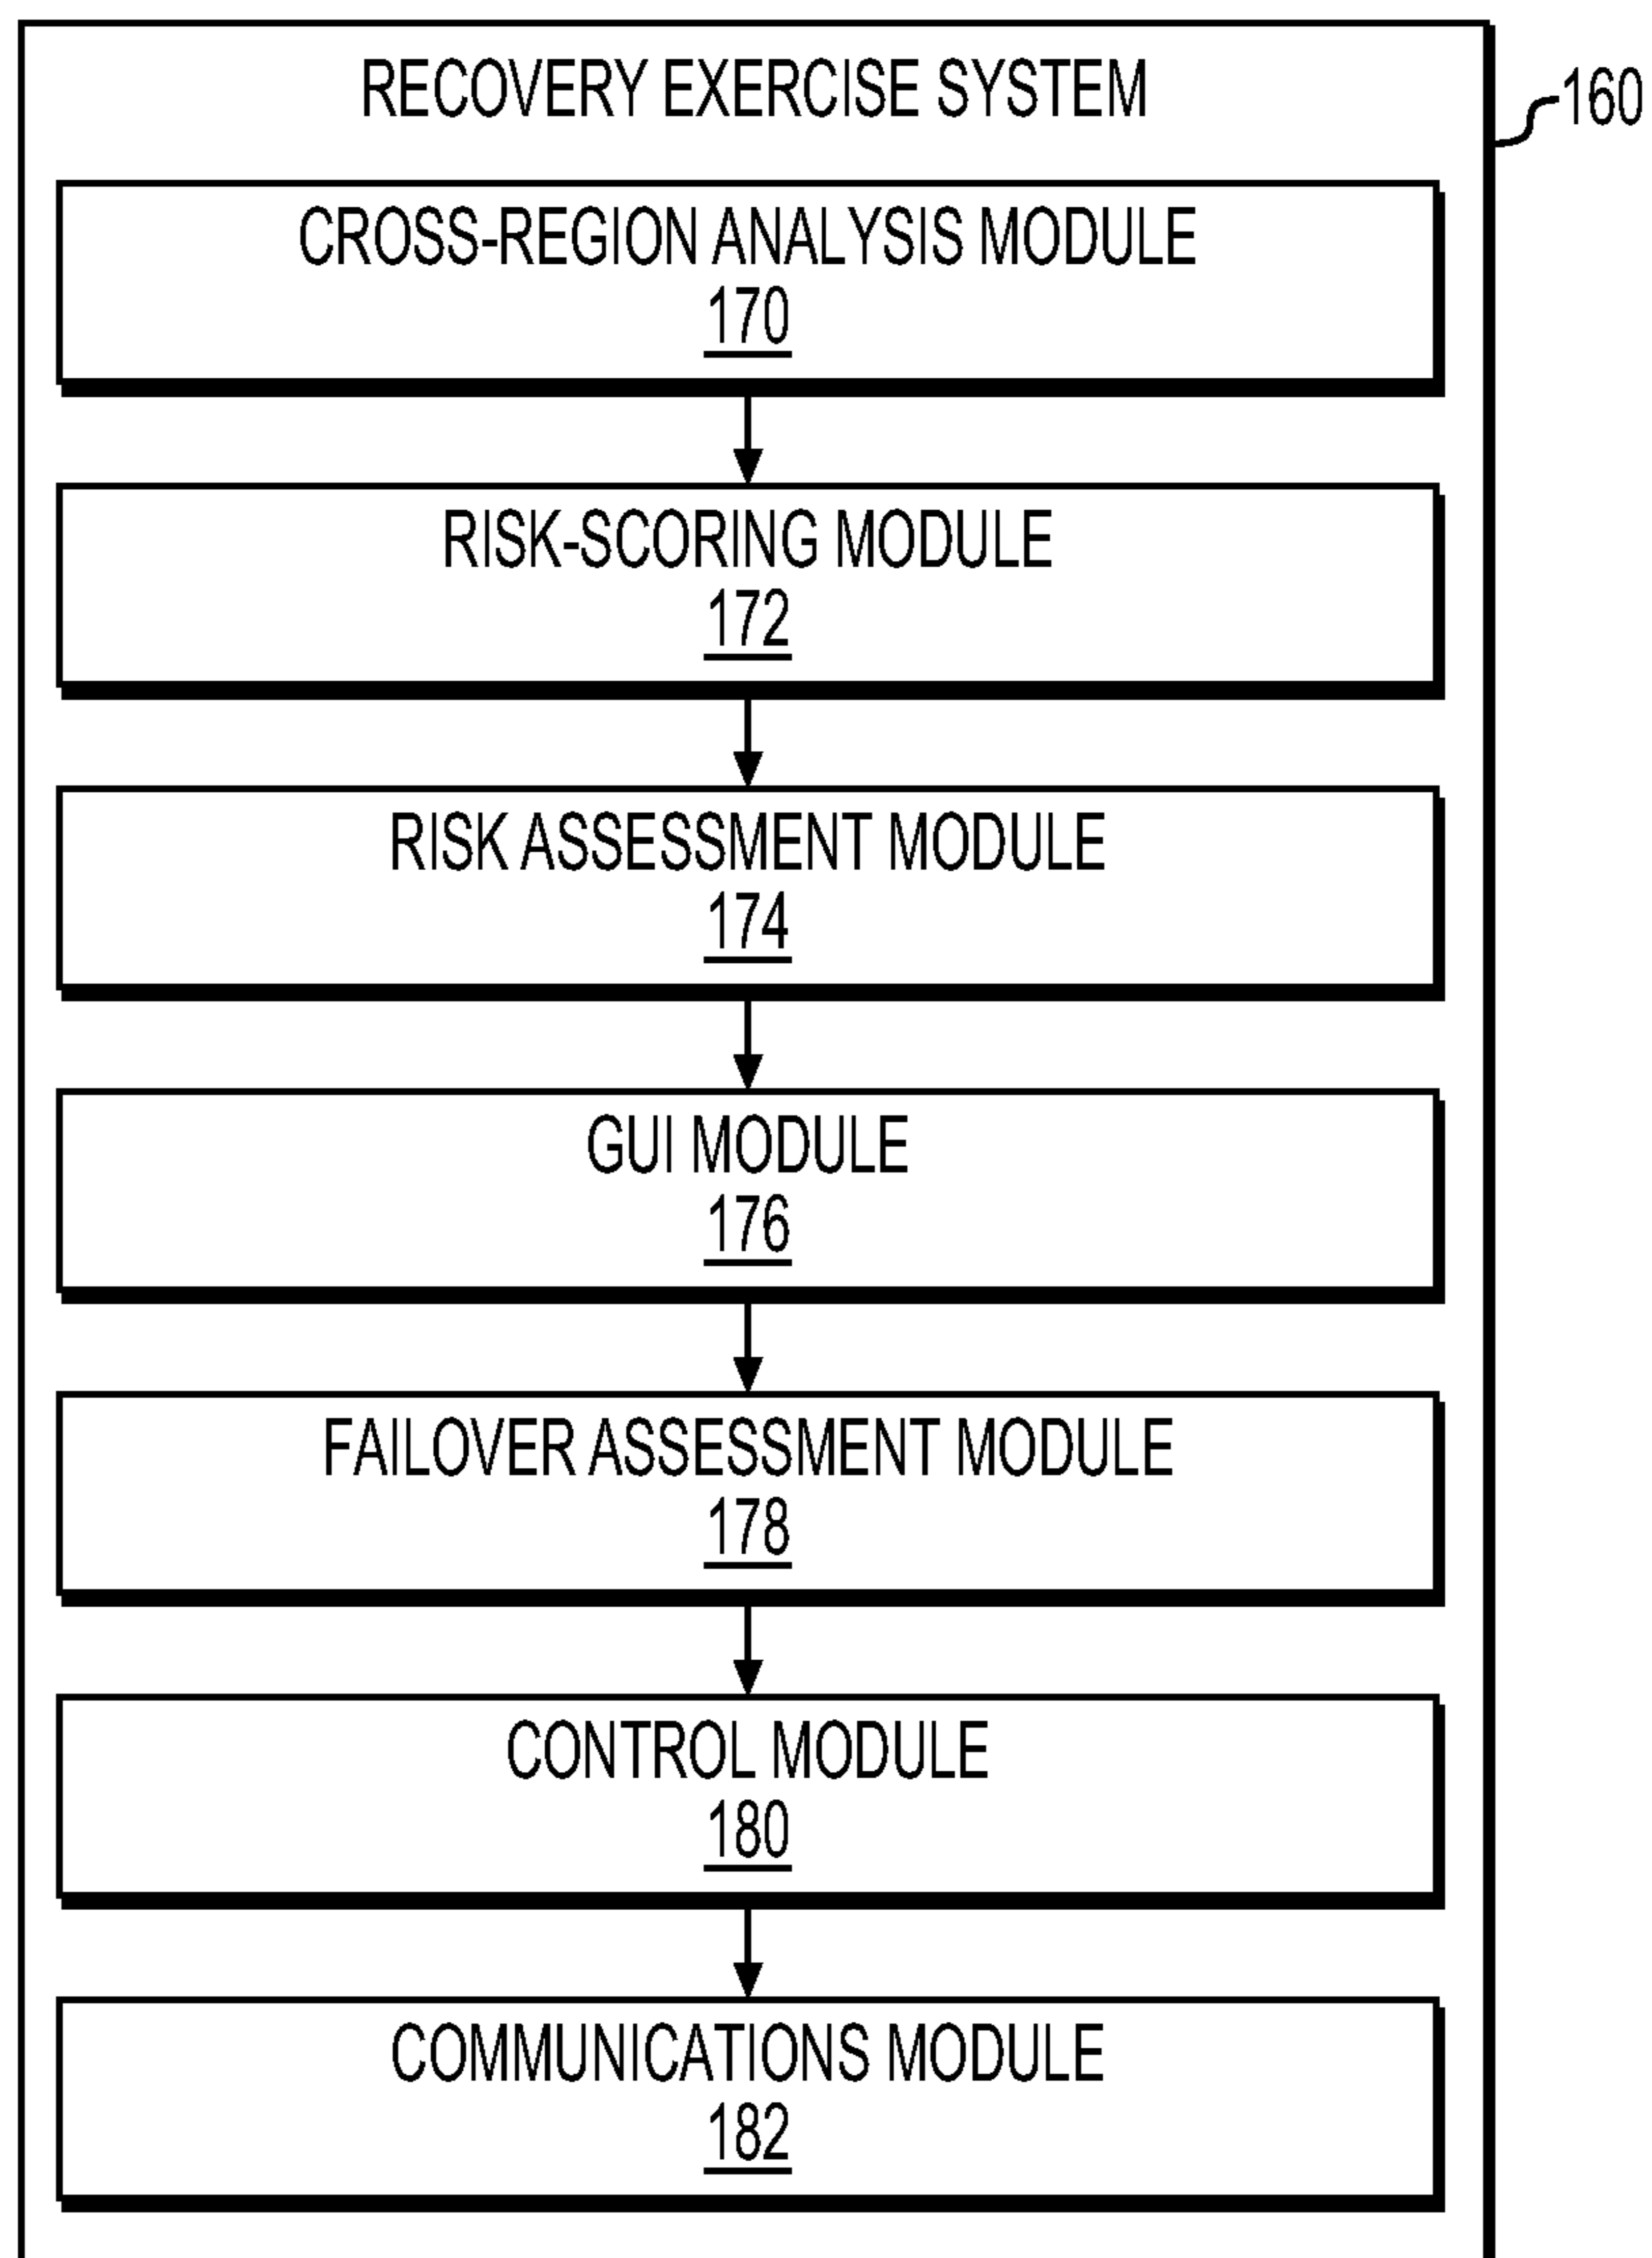 RECOVERY EXERCISE SYSTEM
160
CROSS-REGION ANALYSIS MODULE
170
RISK-SCORING MODULE
172
RISK ASSESSMENT MODULE
174
GUI MODULE
176
FAILOVER ASSESSMENT MODULE
178
CONTROL MODULE
180
COMMUNICATIONS MODULE
182